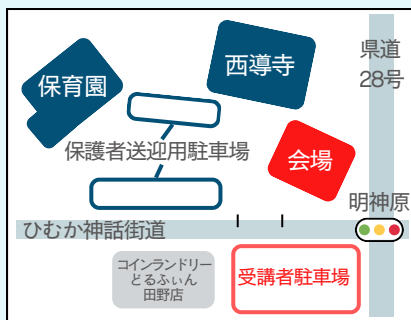 保育園
西導寺
県道
28号
保護者送迎用駐車場
会場
明神原
ひむか神話街道
コインランドリー
とるふぃん
田野店
受講者駐車場